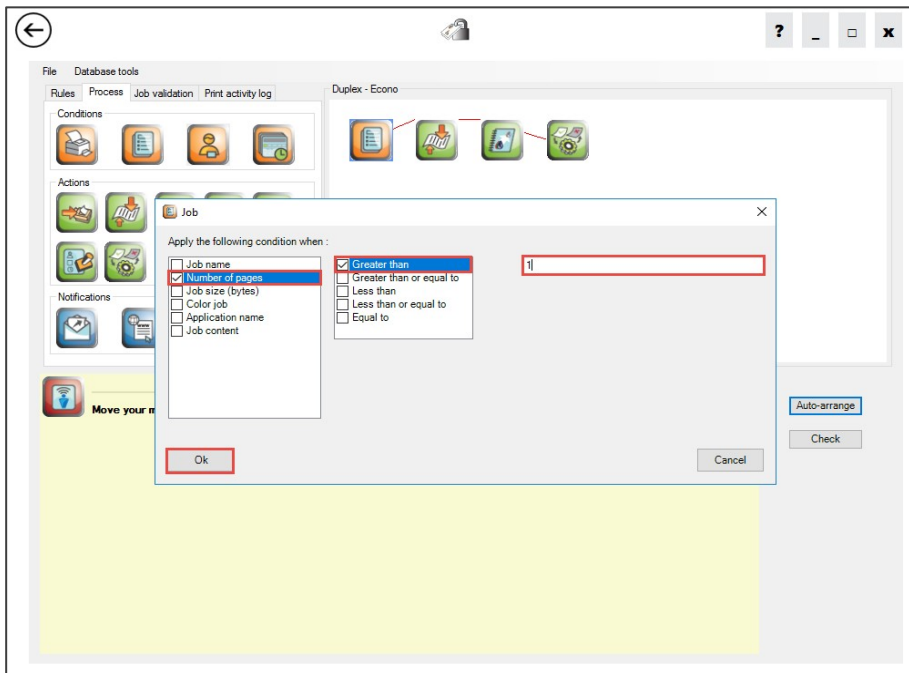 ? _ □ x
File Database tools
Rules Process Job validation Print activity log
Duplex - Econo
Conditions
Actions
Job
Apply the following condition when :
Job name
Number of pages
Job size (bytes)
Color job
Application name
Job content
Greater than
Greater than or equal to
Less than
Less than or equal to
Equal to
1
Ok
Cancel
Notifications
www
Move your
Auto-arrange
Check